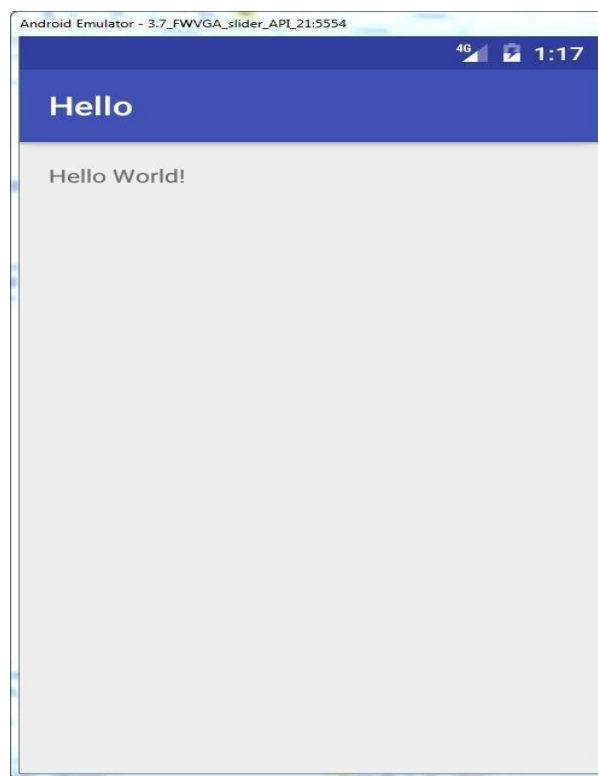 Android Emulator - 3.7_FWVGA_slider_API_21:5554
4G 1:17
Hello
Hello World!